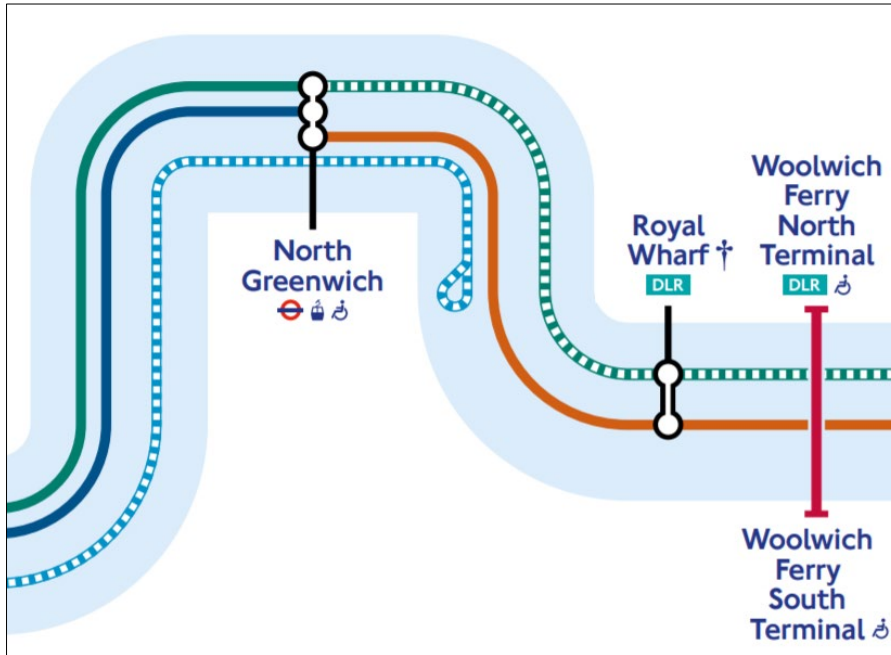 North
Greenwich
Royal
Wharf †
DLR
Woolwich
Ferry
North
Terminal
DLR
Woolwich
Ferry
South
Terminal